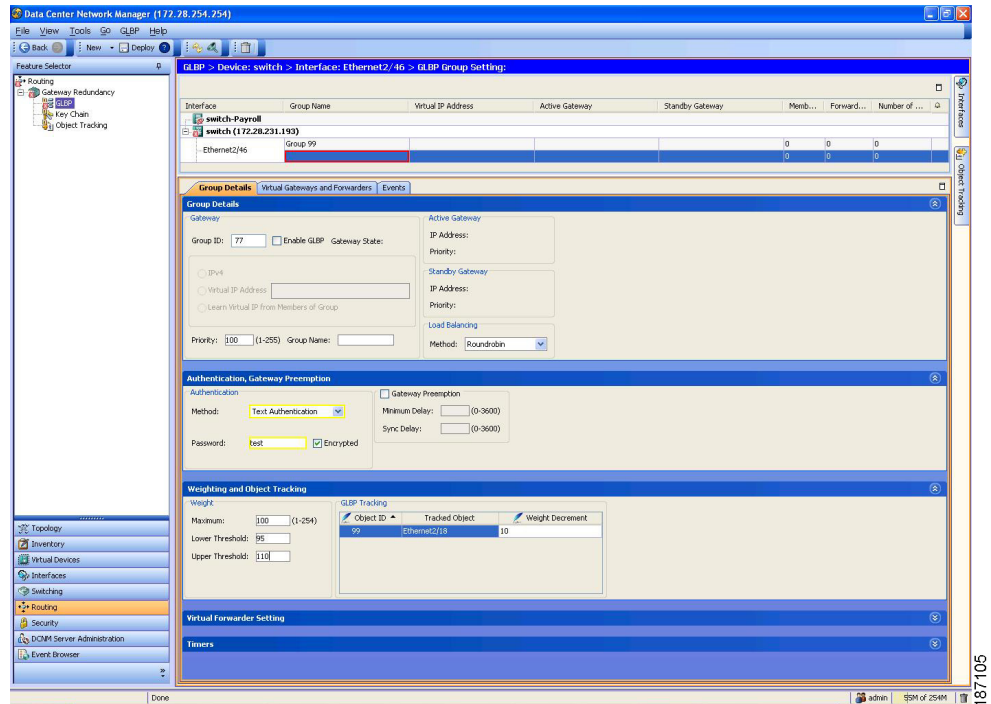 Data Center Network Manager (172.28.254.254)
File View Tools Go GLBP Help
Back New Deploy
Feature Selector
Routing
Gateway Redundancy
GLBP
Key Chain
Object Tracking
GLBP > Device: switch > Interface: Ethernet2/46 > GLBP Group Setting:
Interface Group Name Virtual IP Address Active Gateway Standby Gateway Memb... Forward... Number of ...
switch-Payroll
switch (172.28.231.193)
Ethernet2/46 Group 99 0 0 0
0 0 0
Interfaces
Object Tracking
Group Details Virtual Gateways and Forwarders Events
Group Details
Gateway
Group ID: 77 Enable GLBP Gateway State:
IPv4
Virtual IP Address
Learn Virtual IP from Members of Group
Priority: 100 (1-255) Group Name:
Active Gateway
IP Address:
Priority:
Standby Gateway
IP Address:
Priority:
Load Balancing
Method: Roundrobin
Authentication, Gateway Preemption
Authentication
Method: Text Authentication
Password: test Encrypted
Gateway Preemption
Minimum Delay: (0-3600)
Sync Delay: (0-3600)
Weighting and Object Tracking
Weight
Maximum: 100 (1-254)
Lower Threshold: 95
Upper Threshold: 110
GLBP Tracking
Object ID Tracked Object Weight Decrement
99 Ethernet2/18 10
Virtual Forwarder Setting
Timers
Topology
Inventory
Virtual Devices
Interfaces
Switching
Routing
Security
DCNM Server Administration
Event Browser
Done admin 55M of 254M
187105